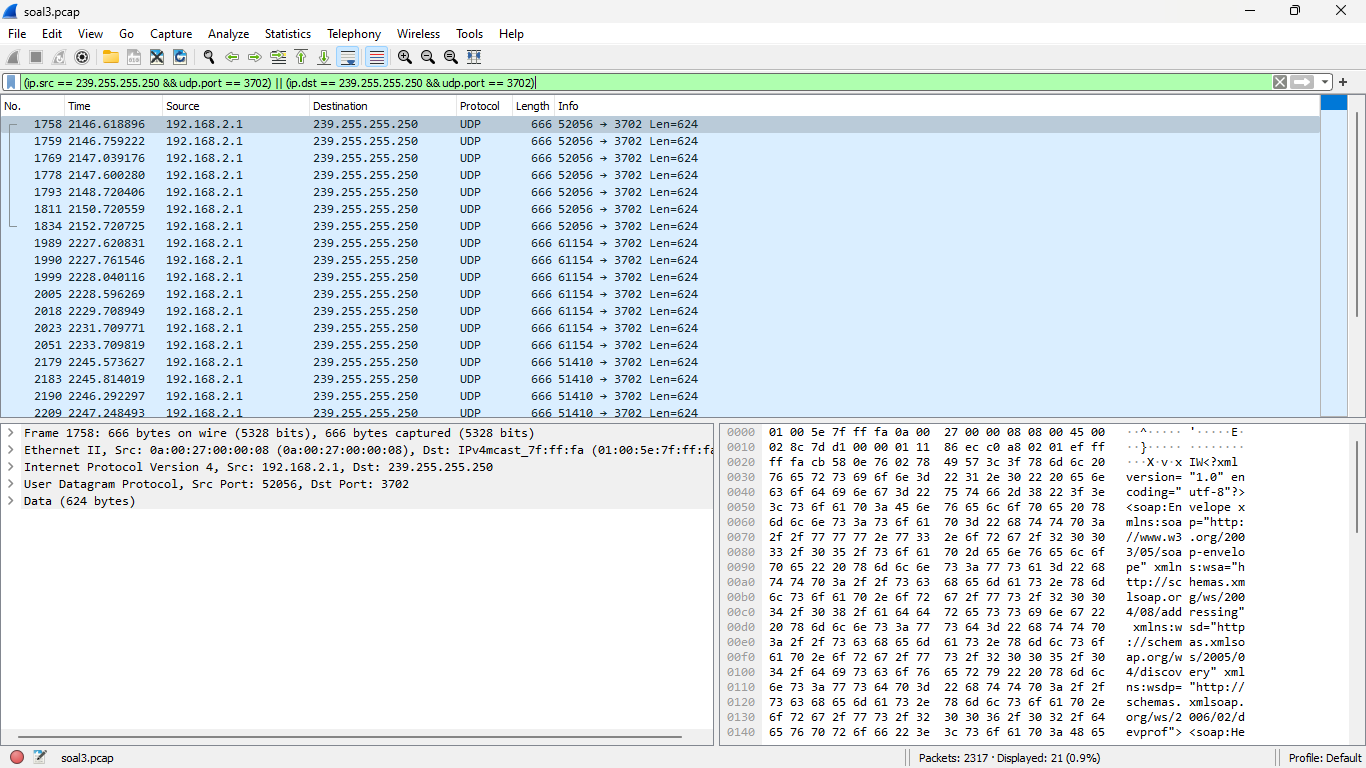 soal3.pcap
File Edit View Go Capture Analyze Statistics Telephony Wireless Tools Help
(ip.src == 239.255.255.250 && udp.port == 3702) || (ip.dst == 239.255.255.250 && udp.port == 3702)
No. Time Source Destination Protocol Length Info
1758 2146.618896 192.168.2.1 239.255.255.250 UDP 666 52056 → 3702 Len=624
1759 2146.759222 192.168.2.1 239.255.255.250 UDP 666 52056 → 3702 Len=624
1769 2147.039176 192.168.2.1 239.255.255.250 UDP 666 52056 → 3702 Len=624
1778 2147.600280 192.168.2.1 239.255.255.250 UDP 666 52056 → 3702 Len=624
1793 2148.720406 192.168.2.1 239.255.255.250 UDP 666 52056 → 3702 Len=624
1811 2150.720559 192.168.2.1 239.255.255.250 UDP 666 52056 → 3702 Len=624
1834 2152.720725 192.168.2.1 239.255.255.250 UDP 666 52056 → 3702 Len=624
1989 2227.620831 192.168.2.1 239.255.255.250 UDP 666 61154 → 3702 Len=624
1990 2227.761546 192.168.2.1 239.255.255.250 UDP 666 61154 → 3702 Len=624
1999 2228.040116 192.168.2.1 239.255.255.250 UDP 666 61154 → 3702 Len=624
2005 2228.596269 192.168.2.1 239.255.255.250 UDP 666 61154 → 3702 Len=624
2018 2229.708949 192.168.2.1 239.255.255.250 UDP 666 61154 → 3702 Len=624
2023 2231.709771 192.168.2.1 239.255.255.250 UDP 666 61154 → 3702 Len=624
2051 2233.709819 192.168.2.1 239.255.255.250 UDP 666 61154 → 3702 Len=624
2179 2245.573627 192.168.2.1 239.255.255.250 UDP 666 51410 → 3702 Len=624
2183 2245.814019 192.168.2.1 239.255.255.250 UDP 666 51410 → 3702 Len=624
2190 2246.292297 192.168.2.1 239.255.255.250 UDP 666 51410 → 3702 Len=624
2209 2247.248493 192.168.2.1 239.255.255.250 UDP 666 51410 → 3702 Len=624
Frame 1758: 666 bytes on wire (5328 bits), 666 bytes captured (5328 bits)
Ethernet II, Src: 0a:00:27:00:00:08 (0a:00:27:00:00:08), Dst: IPv4mcast_7f:ff:fa (01:00:5e:7f:ff:fa
Internet Protocol Version 4, Src: 192.168.2.1, Dst: 239.255.255.250
User Datagram Protocol, Src Port: 52056, Dst Port: 3702
Data (624 bytes)
0000 01 00 5e 7f ff fa 0a 00 27 00 00 08 08 00 45 00 ··^····· '·····E·
0010 02 8c 7d d1 00 00 01 11 86 ec c0 a8 02 01 ef ff ··}····· ········
0020 ff fa cb 58 0e 76 02 78 49 57 3c 3f 78 6d 6c 20 ···X·v·x IW<?xml
0030 76 65 72 73 69 6f 6e 3d 22 31 2e 30 22 20 65 6e version= "1.0" en
0040 63 6f 64 69 6e 67 3d 22 75 74 66 2d 38 22 3f 3e coding=" utf-8"?>
0050 3c 73 6f 61 70 3a 45 6e 76 65 6c 6f 70 65 20 78 <soap:En velope x
0060 6d 6c 6e 73 3a 73 6f 61 70 3d 22 68 74 74 70 3a mlns:soa p="http:
0070 2f 2f 77 77 77 2e 77 33 2e 6f 72 67 2f 32 30 30 //www.w3 .org/200
0080 33 2f 30 35 2f 73 6f 61 70 2d 65 6e 76 65 6c 6f 3/05/soa p-envelo
0090 70 65 22 20 78 6d 6c 6e 73 3a 77 73 61 3d 22 68 pe" xmln s:wsa="h
00a0 74 74 70 3a 2f 2f 73 63 68 65 6d 61 73 2e 78 6d ttp://sc hemas.xm
00b0 6c 73 6f 61 70 2e 6f 72 67 2f 77 73 2f 32 30 30 lsoap.or g/ws/200
00c0 34 2f 30 38 2f 61 64 64 72 65 73 73 69 6e 67 22 4/08/add ressing"
00d0 20 78 6d 6c 6e 73 3a 77 73 64 3d 22 68 74 74 70 xmlns:w sd="http
00e0 3a 2f 2f 73 63 68 65 6d 61 73 2e 78 6d 6c 73 6f ://schem as.xmlso
00f0 61 70 2e 6f 72 67 2f 77 73 2f 32 30 30 35 2f 30 ap.org/w s/2005/0
0100 34 2f 64 69 73 63 6f 76 65 72 79 22 20 78 6d 6c 4/discov ery" xml
0110 6e 73 3a 77 73 64 70 3d 22 68 74 74 70 3a 2f 2f ns:wsdp= "http://
0120 73 63 68 65 6d 61 73 2e 78 6d 6c 73 6f 61 70 2e schemas. xmlsoap.
0130 6f 72 67 2f 77 73 2f 32 30 30 36 2f 30 32 2f 64 org/ws/2 006/02/d
0140 65 76 70 72 6f 66 22 3e 3c 73 6f 61 70 3a 48 65 evprof"> <soap:He
soal3.pcap
Packets: 2317 · Displayed: 21 (0.9%)
Profile: Default